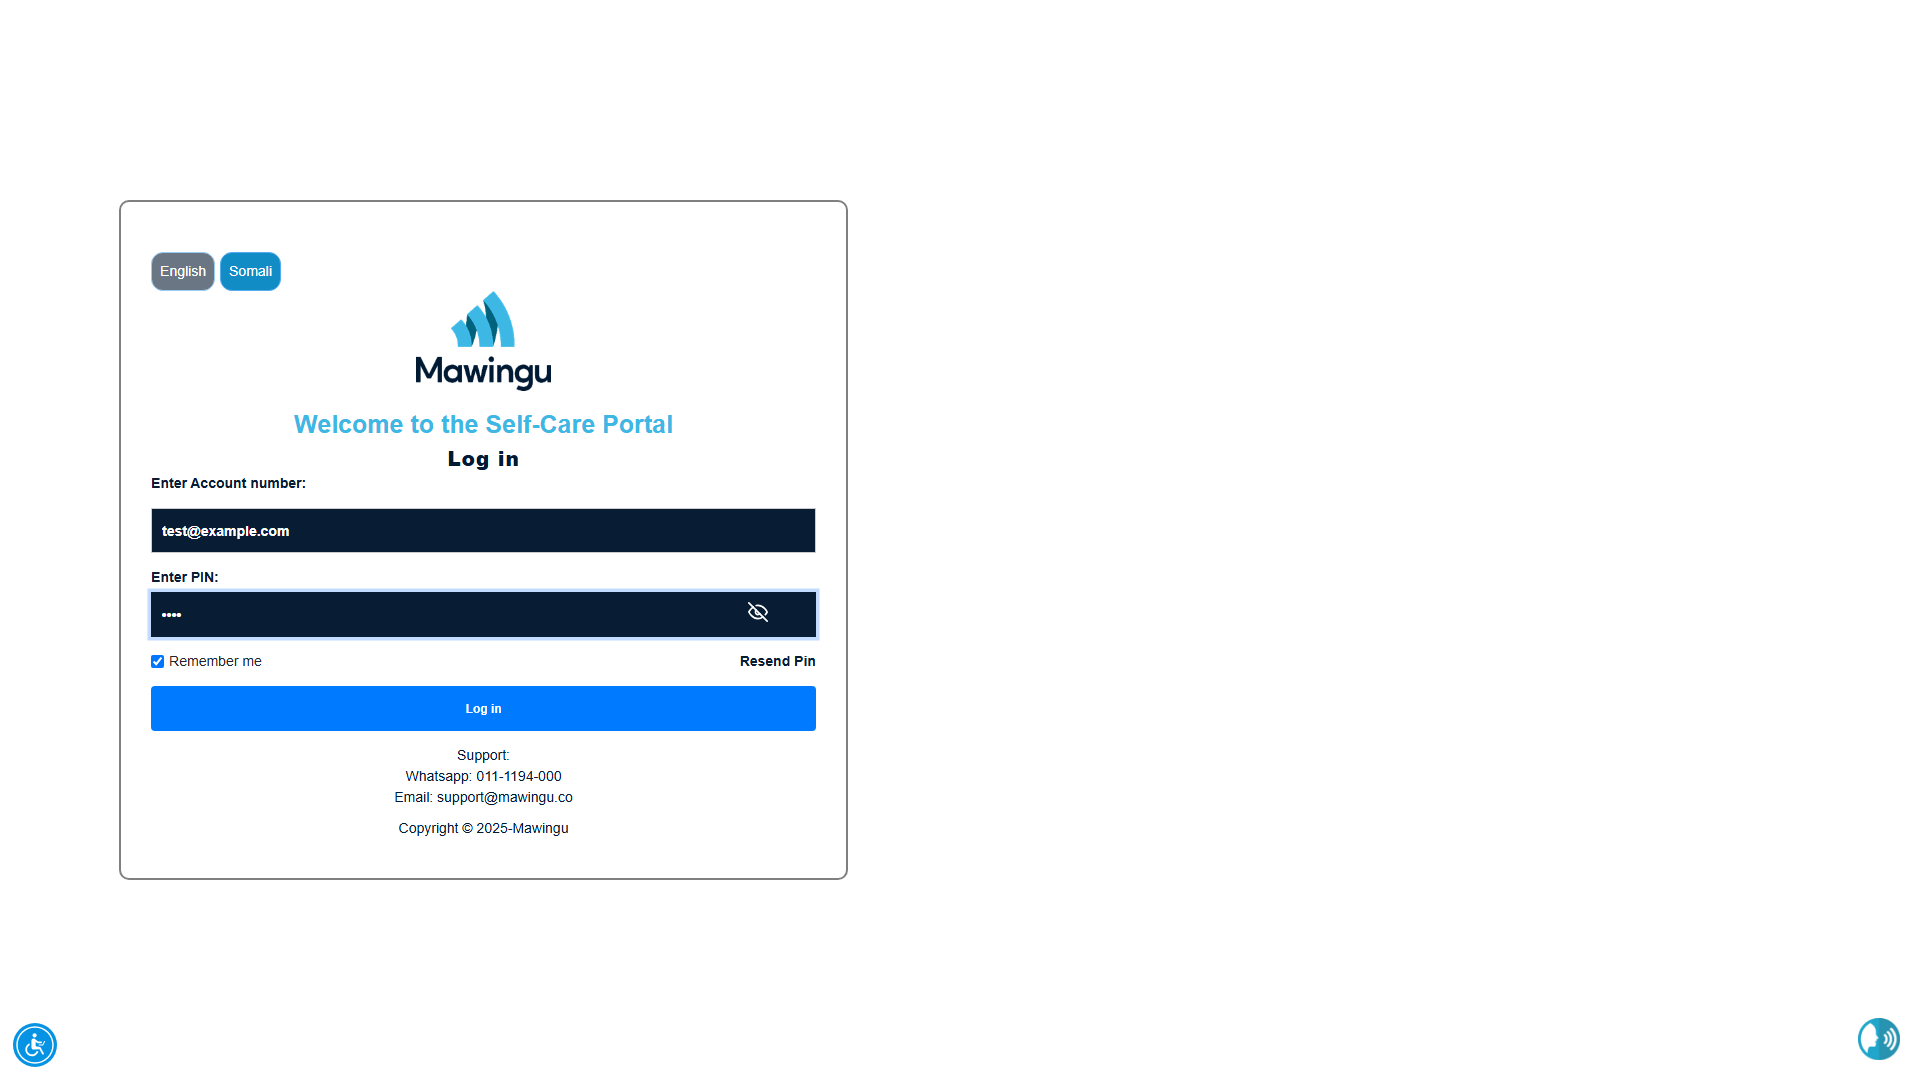 English
Somali
Mawingu
Welcome to the Self-Care Portal
Log in
Enter Account number:
test@example.com
Enter PIN:
••••
Remember me
Resend Pin
Log in
Support:
Whatsapp: 011-1194-000
Email: support@mawingu.co
Copyright © 2025-Mawingu